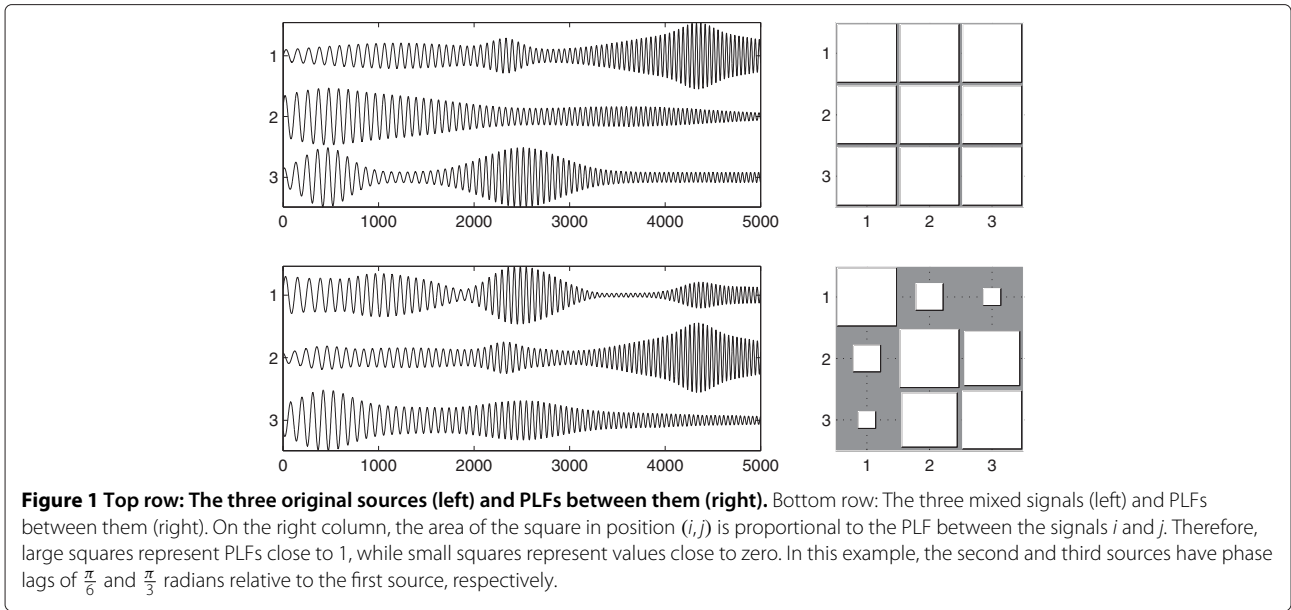 1
2
3
0 1000 2000 3000 4000 5000
1
2
3
1 2 3
1
2
3
0 1000 2000 3000 4000 5000
1
2
3
1 2 3
Figure 1 Top row: The three original sources (left) and PLFs between them (right). Bottom row: The three mixed signals (left) and PLFs
between them (right). On the right column, the area of the square in position (i, j) is proportional to the PLF between the signals i and j. Therefore,
large squares represent PLFs close to 1, while small squares represent values close to zero. In this example, the second and third sources have phase
lags of π/6 and π/3 radians relative to the first source, respectively.